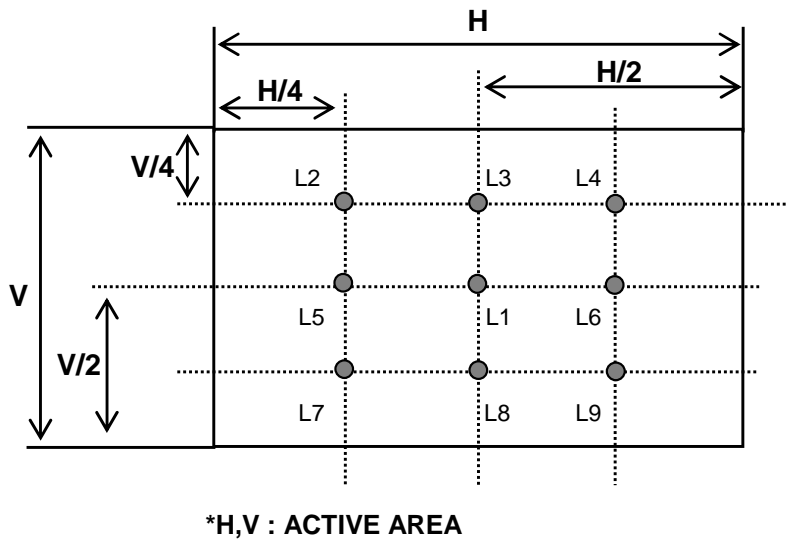 H
H/4
H/2
V/4
L2 L3 L4
V
L5 L1 L6
V/2
L7 L8 L9
*H,V : ACTIVE AREA